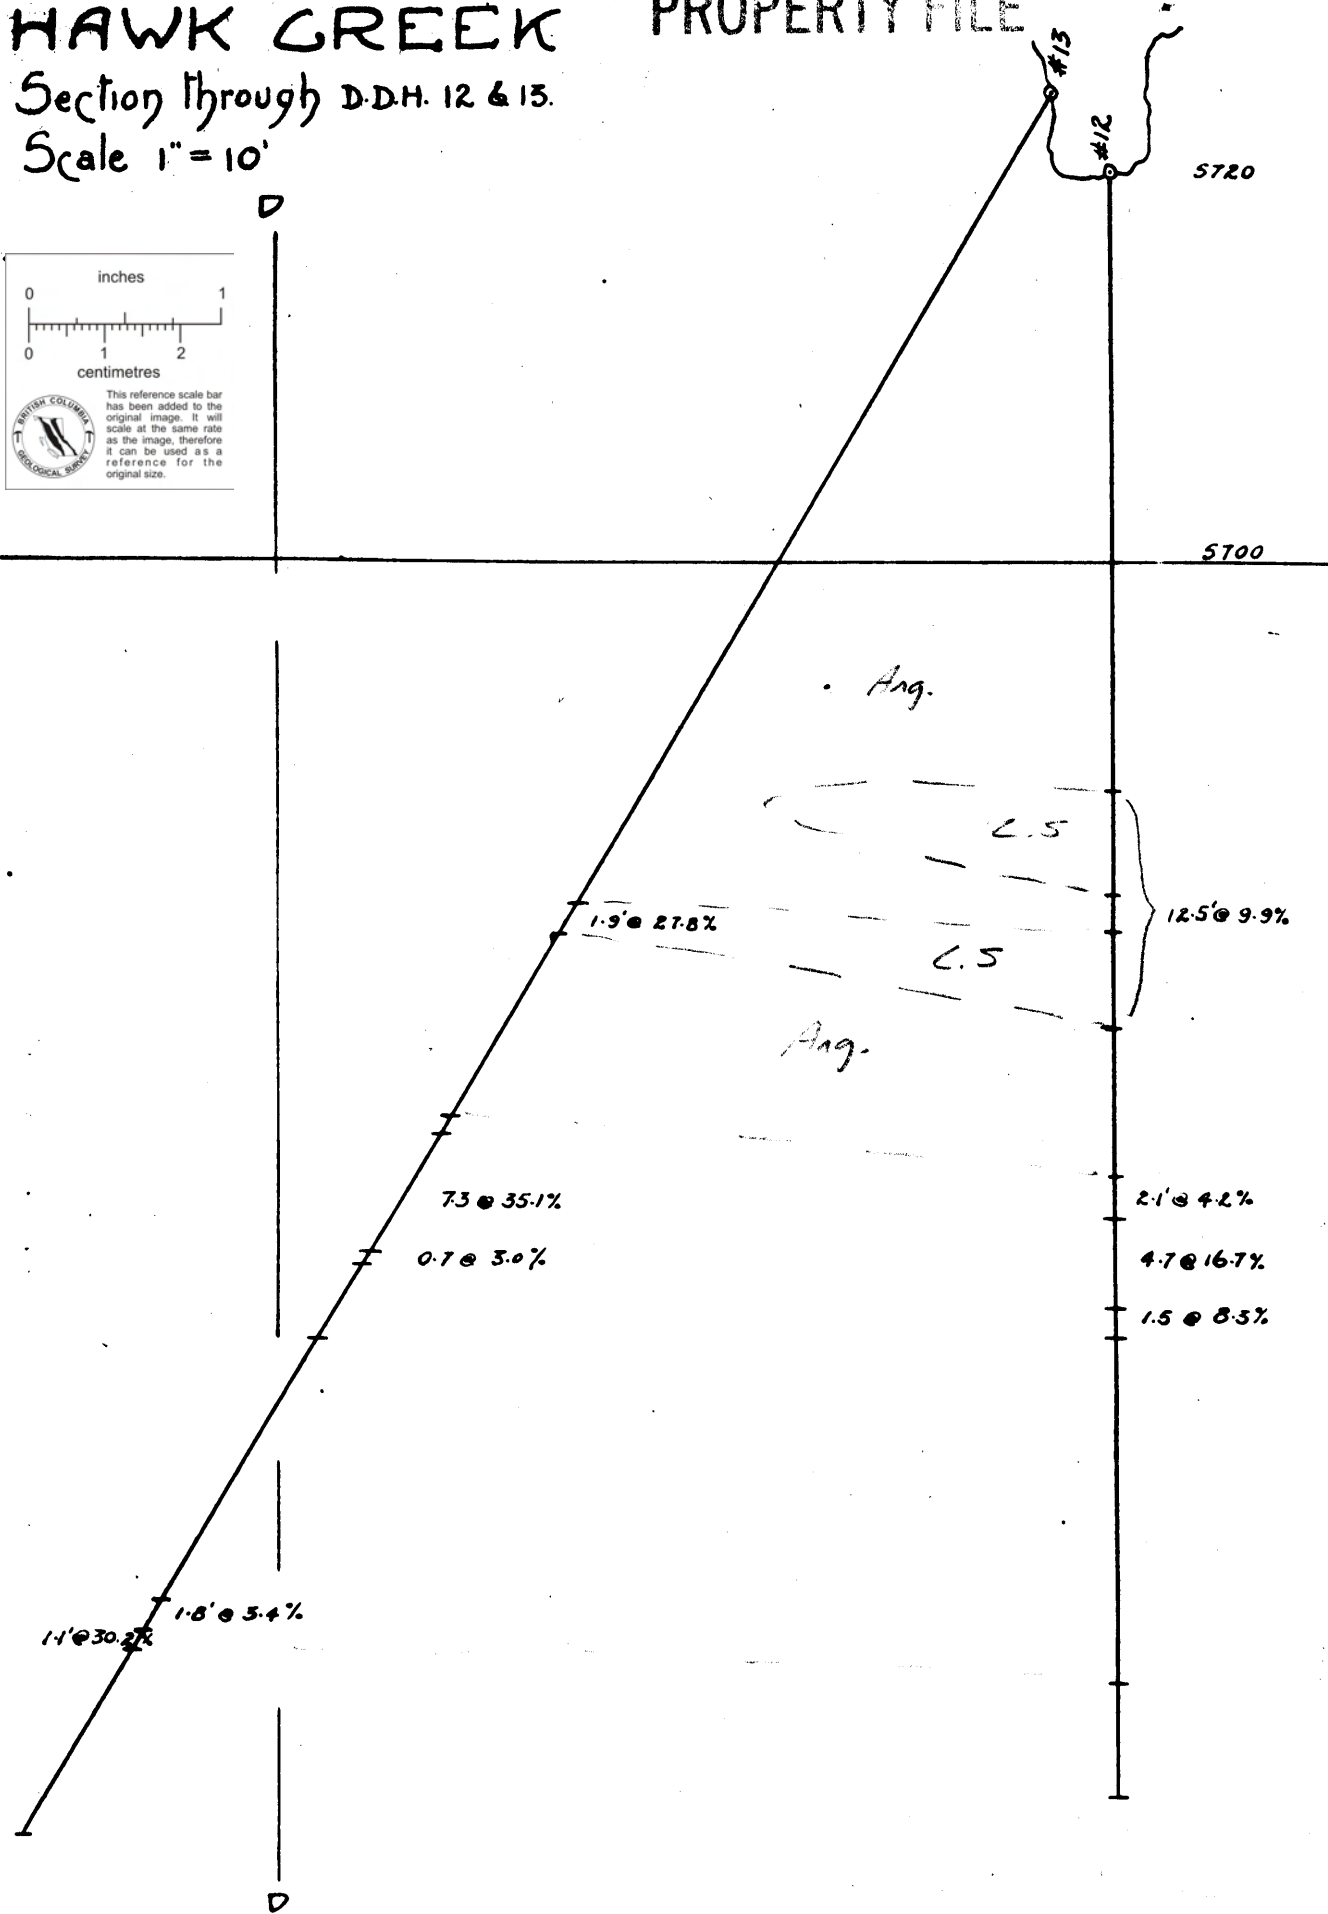 HAWK CREEK
PROPERTY FILE
Section through D.D.H. 12 & 13.
Scale 1" = 10'
#13
#12
5720
D
inches
0 1
0 1 2
centimetres
This reference scale bar
has been added to the
original image. It will
scale at the same rate
as the image, therefore
it can be used as a
reference for the
original size.
BRITISH COLUMBIA
GEOLOGICAL SURVEY
5700
Arg.
L.S
12.5' @ 9.9%
1.9' @ 27.8%
L.S
Arg.
7.3 @ 35.1%
2.1' @ 4.2%
0.7 @ 3.0%
4.7 @ 16.7%
1.5 @ 8.3%
1.8' @ 3.4%
1.1' @ 30.2%
D